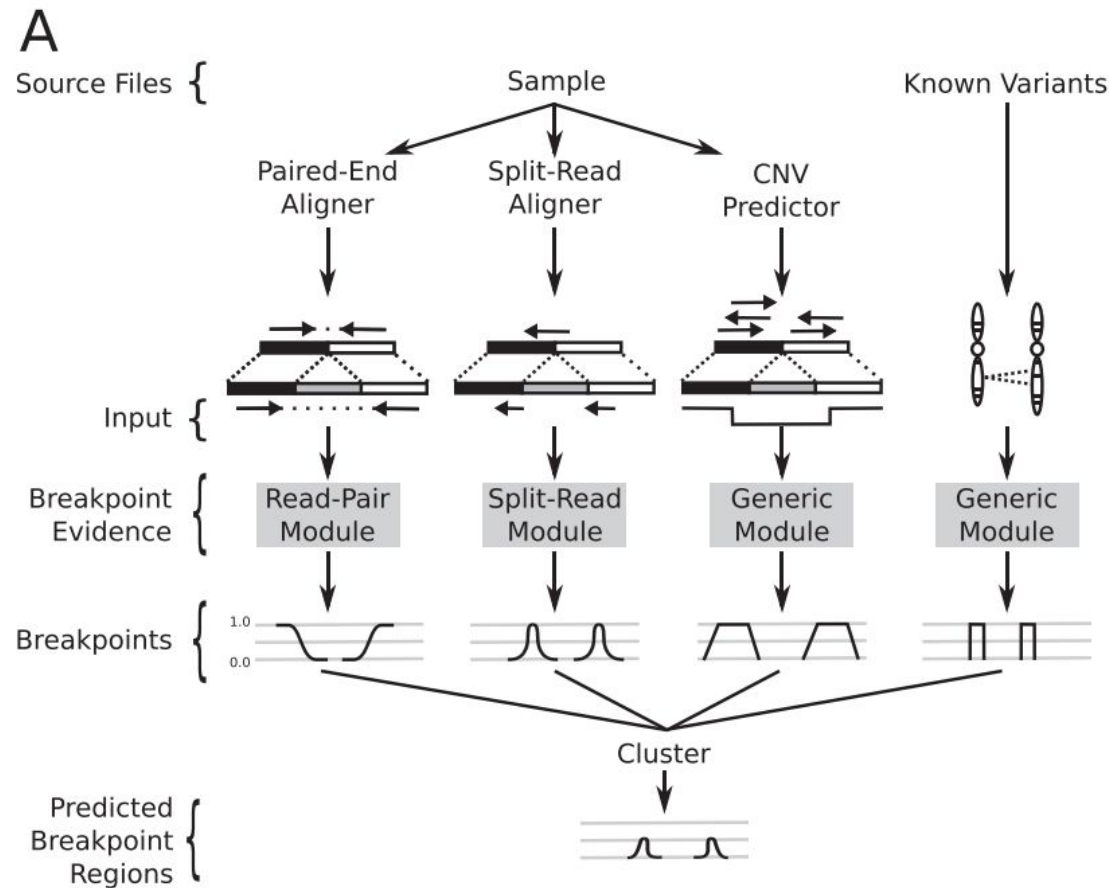 A
Source Files {
Sample
Known Variants
Paired-End
Aligner
Split-Read
Aligner
CNV
Predictor
Input {
Breakpoint
Evidence {
Read-Pair
Module
Split-Read
Module
Generic
Module
Generic
Module
Breakpoints {
1.0
0.0
Cluster
Predicted
Breakpoint
Regions {